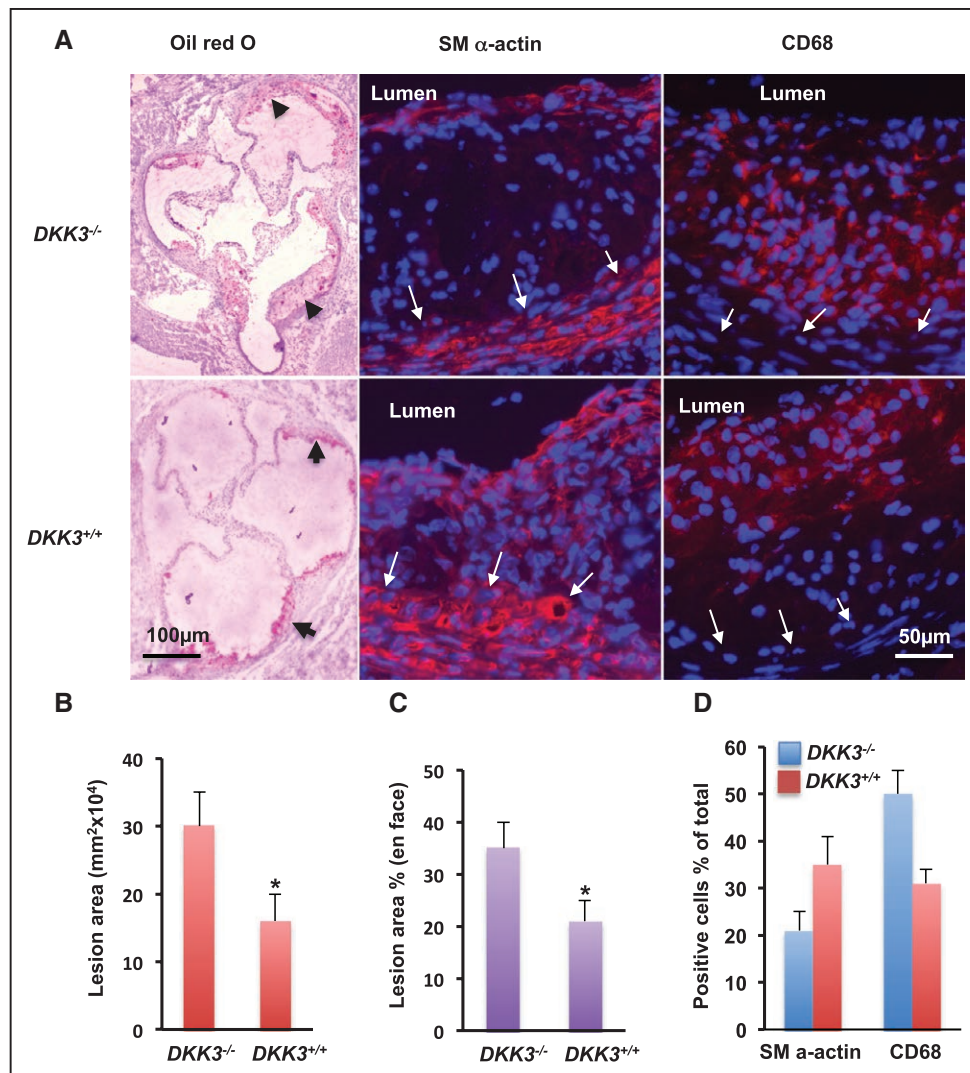 A
Oil red O
SM α-actin
CD68
DKK3-/-
Lumen
Lumen
DKK3+/+
Lumen
Lumen
100µm
50µm
B
Lesion area (mm²x10⁴)
40
30
20
10
0
*
DKK3-/-
DKK3+/+
C
Lesion area % (en face)
50
40
30
20
10
0
*
DKK3-/-
DKK3+/+
D
Positive cells % of total
60
50
40
30
20
10
0
DKK3-/-
DKK3+/+
SM a-actin
CD68